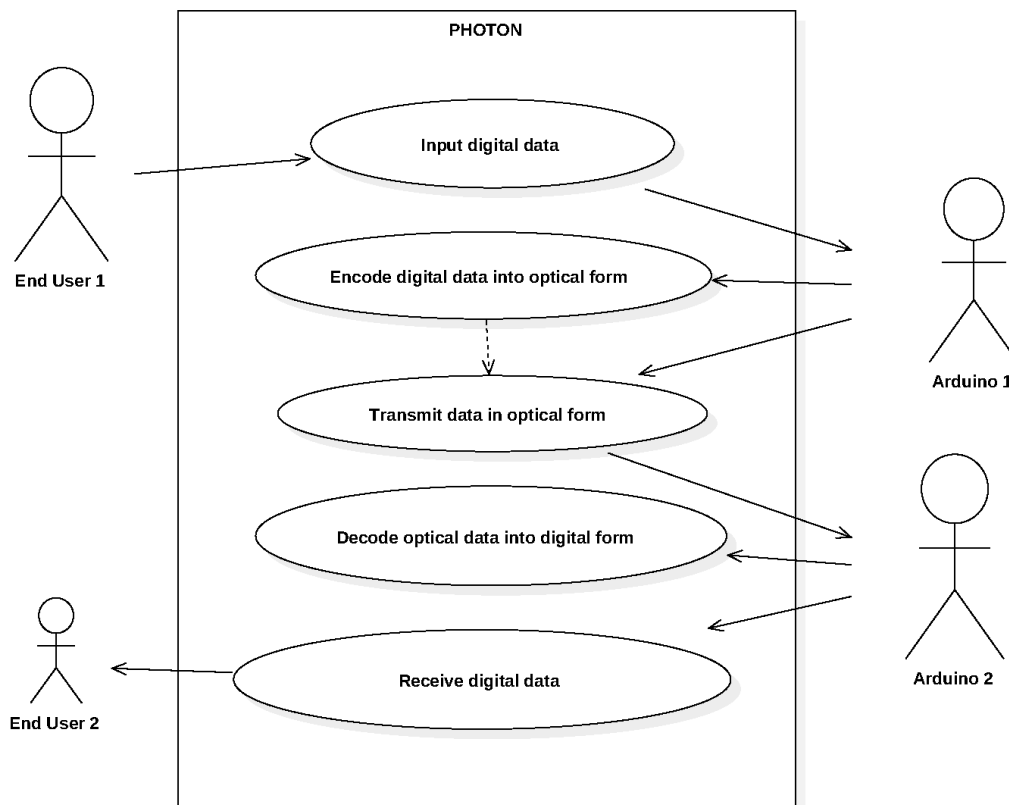 PHOTON
Input digital data
End User 1
Encode digital data into optical form
Arduino 1
Transmit data in optical form
Decode optical data into digital form
Arduino 2
Receive digital data
End User 2